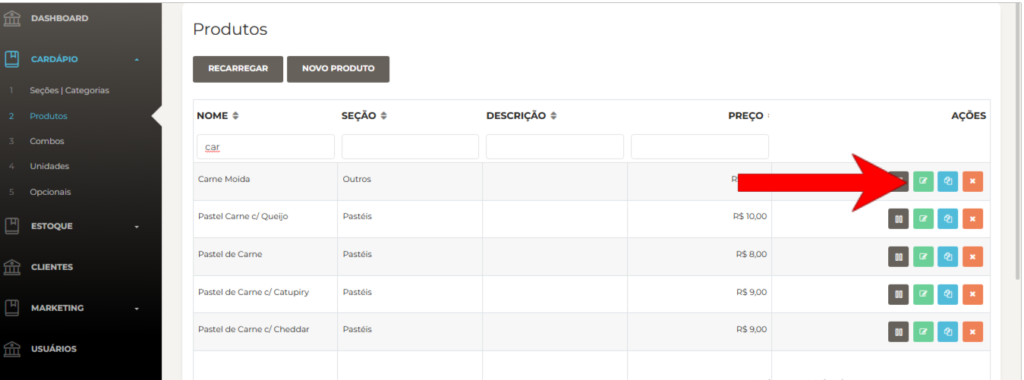 DASHBOARD
CARDÁPIO
1 Seções | Categorias
2 Produtos
3 Combos
4 Unidades
5 Opcionais
ESTOQUE
CLIENTES
MARKETING
USUÁRIOS
Produtos
RECARREGAR NOVO PRODUTO
NOME SEÇÃO DESCRIÇÃO PREÇO AÇÕES
car
Carne Moida Outros
Pastel Carne c/ Queijo Pastéis R$ 10,00
Pastel de Carne Pastéis R$ 8,00
Pastel de Carne c/ Catupiry Pastéis R$ 9,00
Pastel de Carne c/ Cheddar Pastéis R$ 9,00